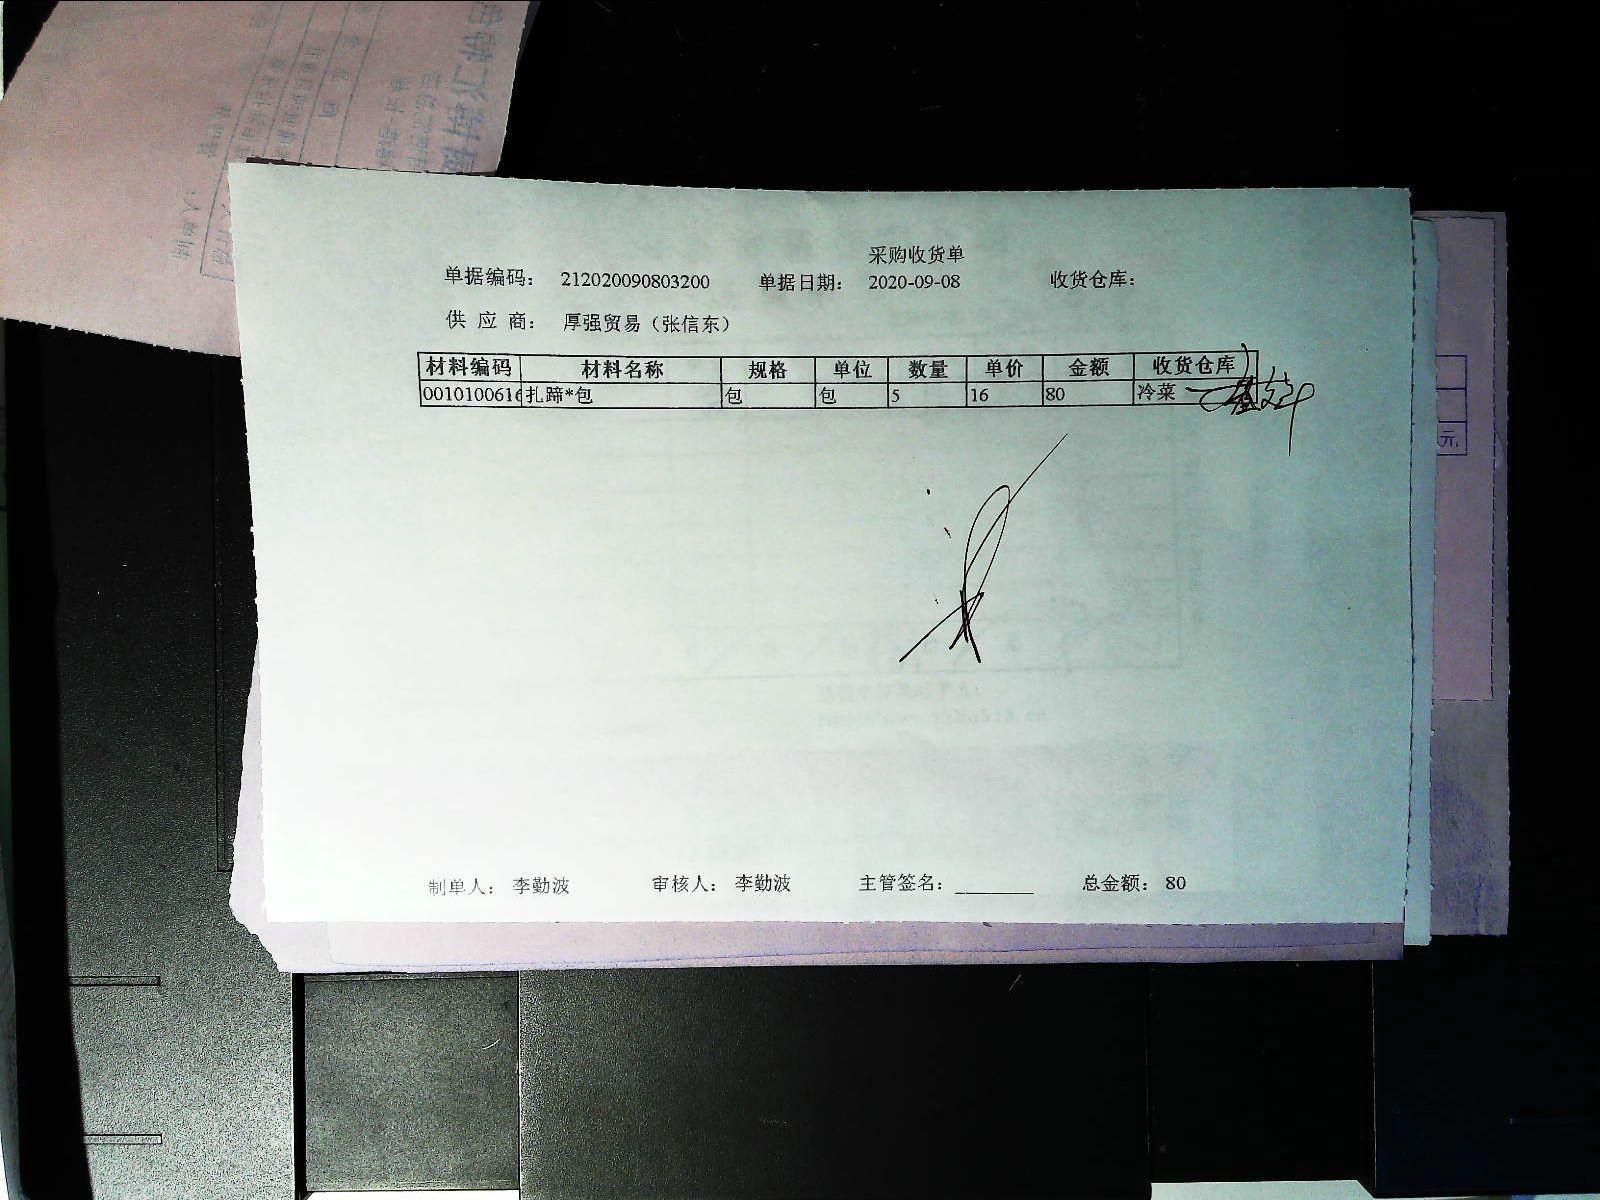 采购收货单
单据编码： 212020090803200 单据日期： 2020-09-08 收货仓库：
供 应 商： 厚强贸易（张信东）
材料编码 材料名称 规格 单位 数量 单价 金额 收货仓库
0010100616 扎蹄*包 包 包 5 16 80 冷菜
制单人： 李勤波 审核人： 李勤波 主管签名：________ 总金额： 80
元